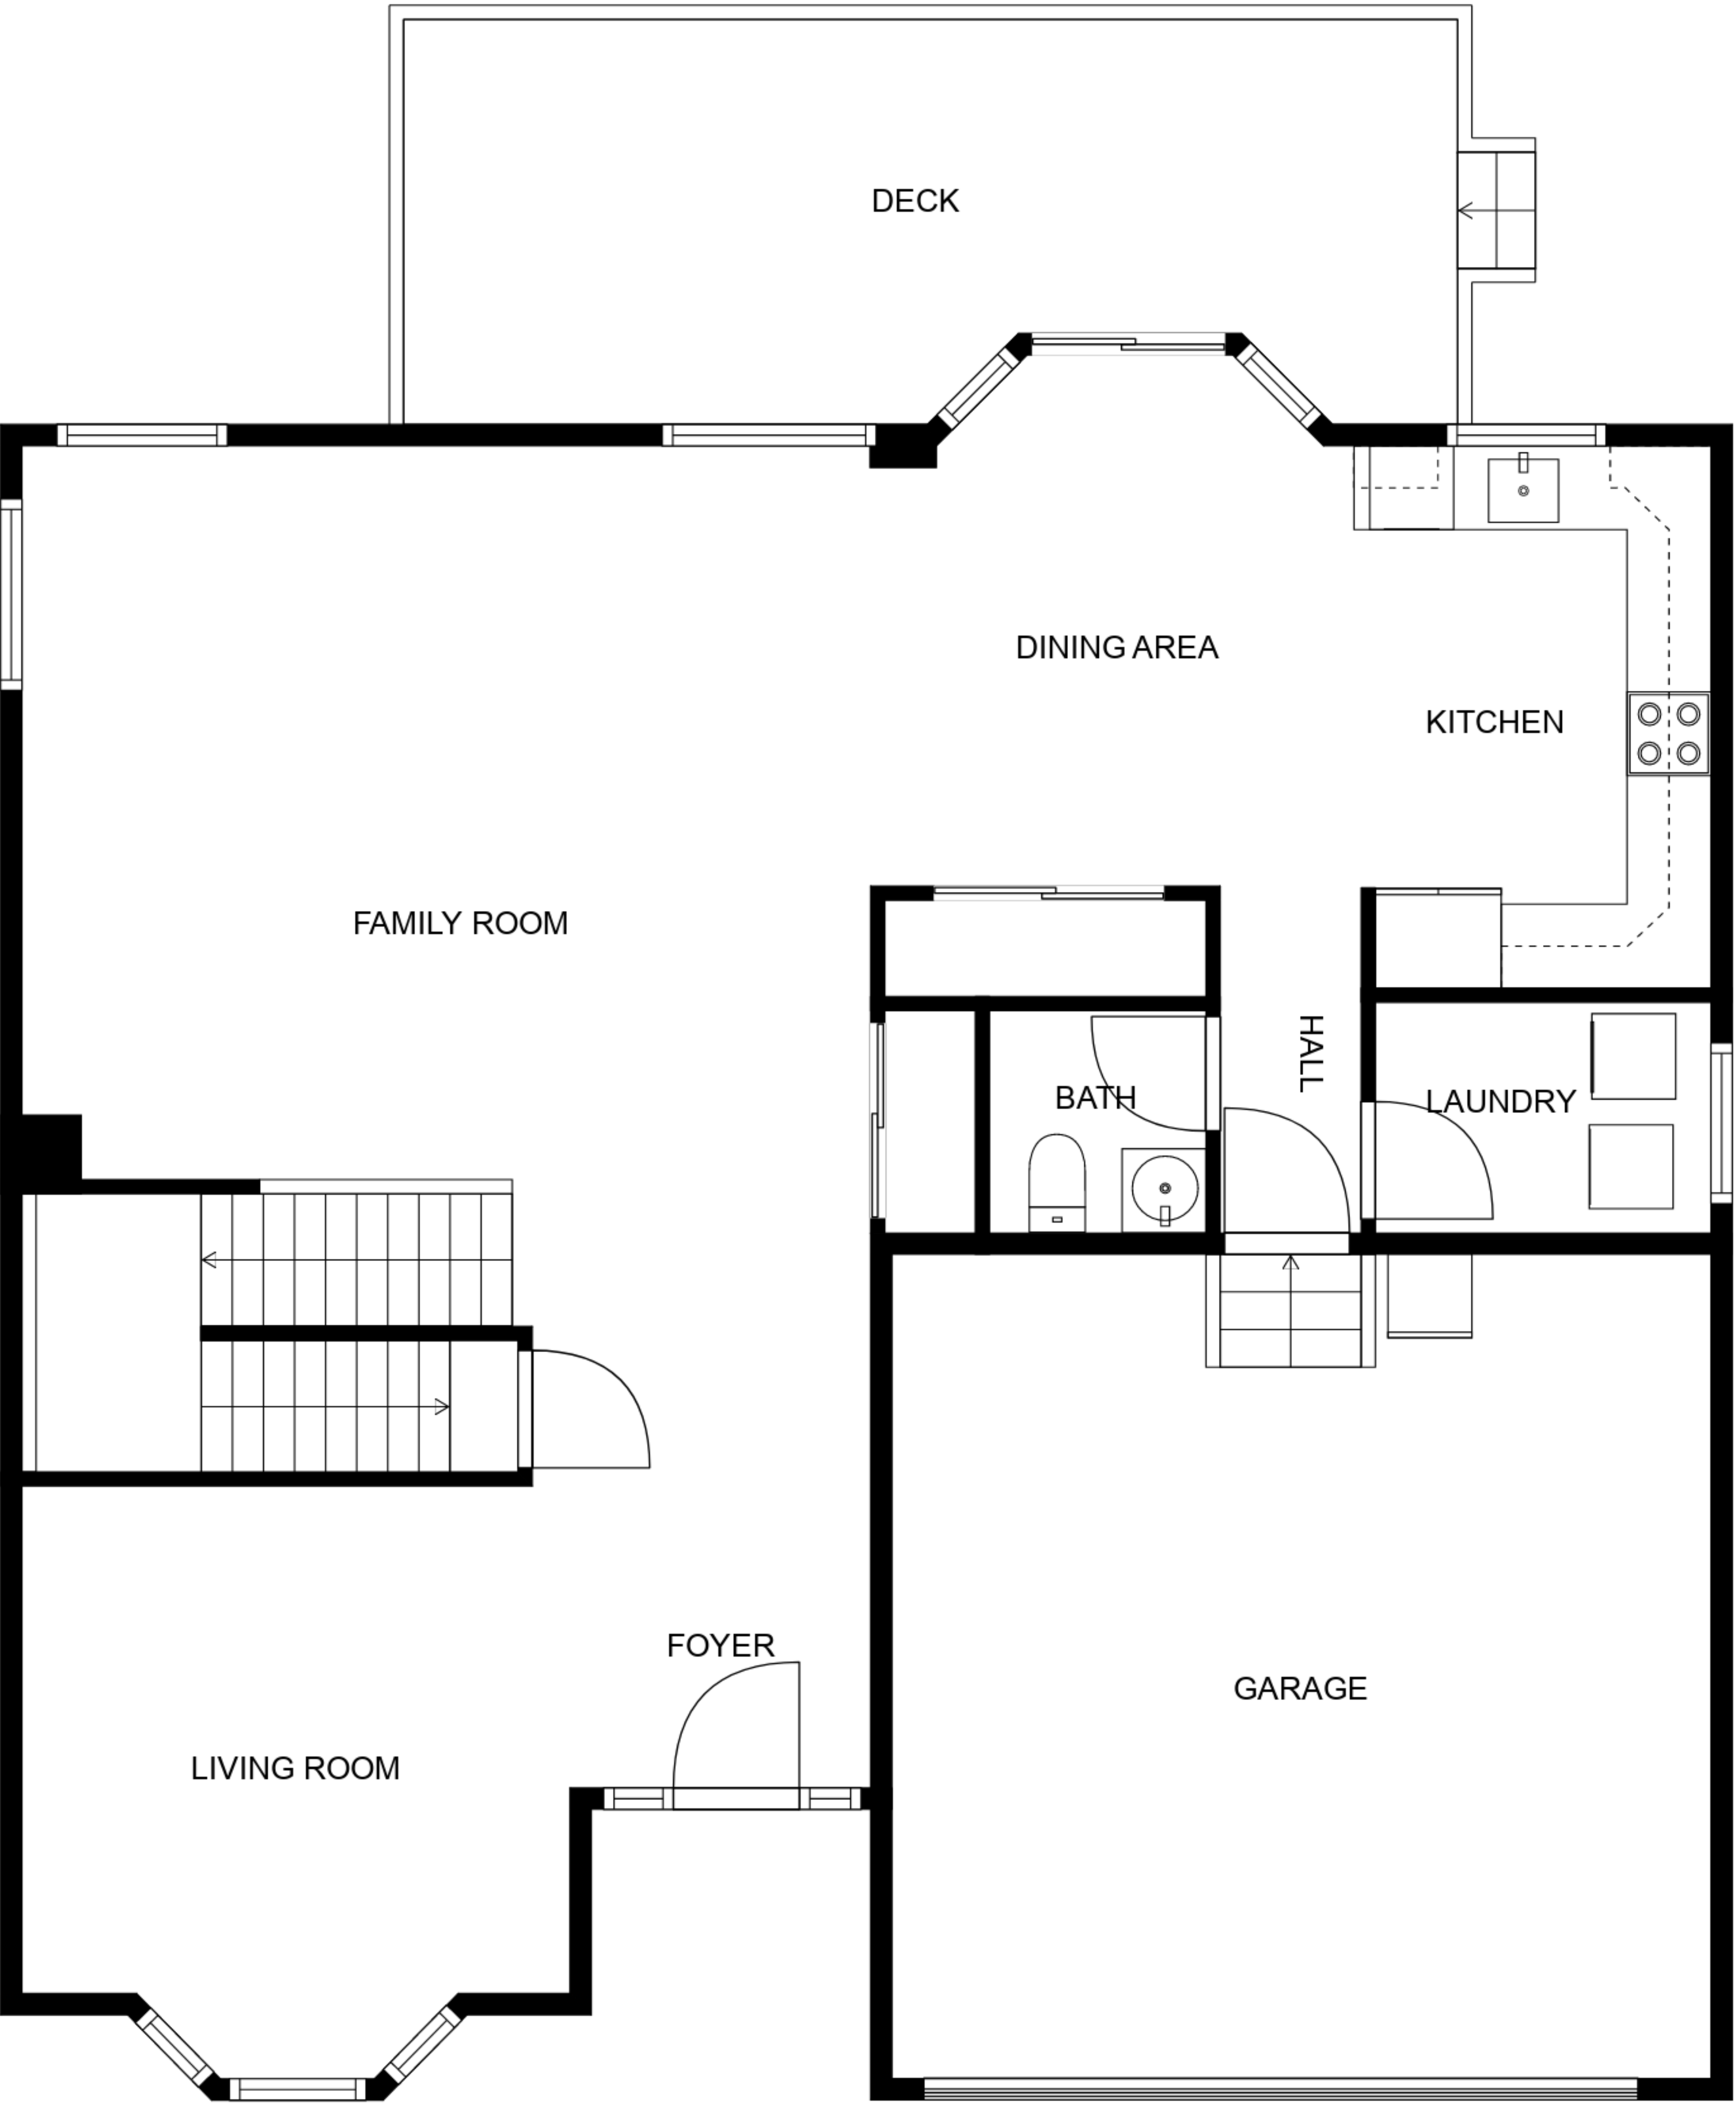 DECK
DINING AREA
KITCHEN
FAMILY ROOM
HALL
BATH
LAUNDRY
FOYER
GARAGE
LIVING ROOM